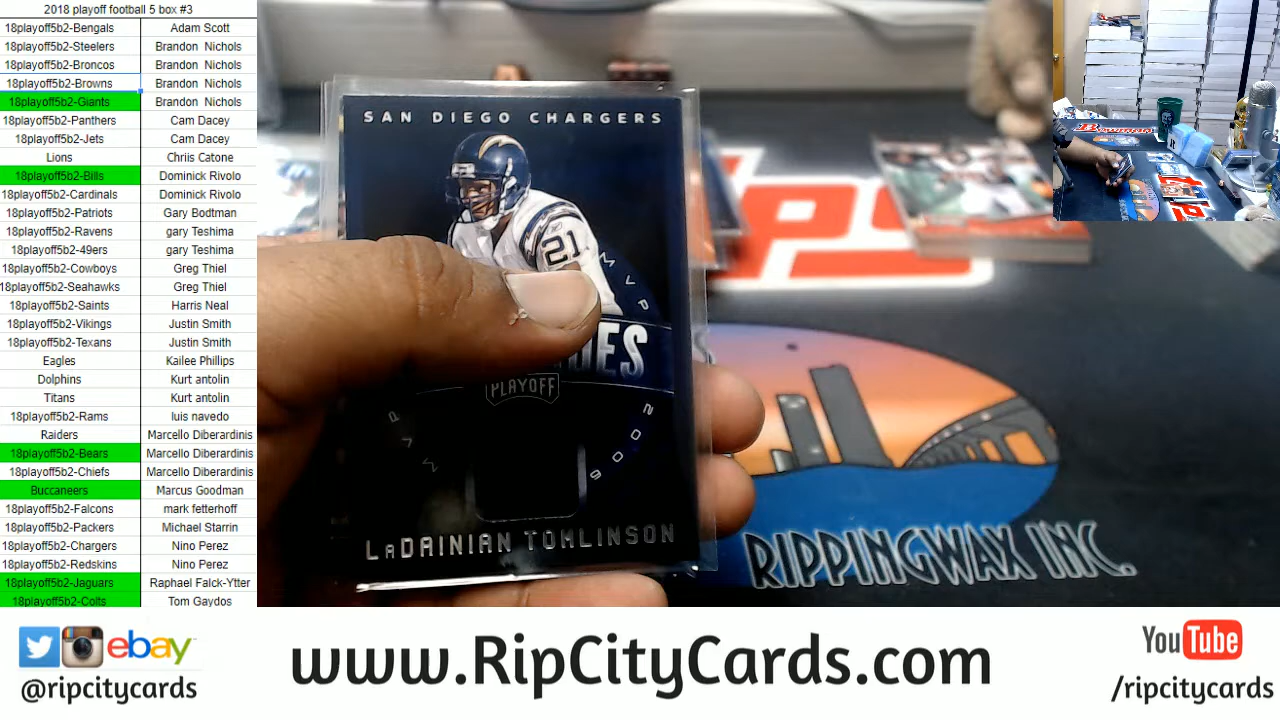 2018 playoff football 5 box #3
18playoff5b2-Bengals Adam Scott
18playoff5b2-Steelers Brandon Nichols
18playoff5b2-Broncos Brandon Nichols
18playoff5b2-Browns Brandon Nichols
18playoff5b2-Giants Brandon Nichols
18playoff5b2-Panthers Cam Dacey
18playoff5b2-Jets Cam Dacey
Lions Chriis Catone
18playoff5b2-Bills Dominick Rivolo
18playoff5b2-Cardinals Dominick Rivolo
18playoff5b2-Patriots Gary Bodtman
18playoff5b2-Ravens gary Teshima
18playoff5b2-49ers gary Teshima
18playoff5b2-Cowboys Greg Thiel
18playoff5b2-Seahawks Greg Thiel
18playoff5b2-Saints Harris Neal
18playoff5b2-Vikings Justin Smith
18playoff5b2-Texans Justin Smith
Eagles Kailee Phillips
Dolphins Kurt antolin
Titans Kurt antolin
18playoff5b2-Rams luis navedo
Raiders Marcello Diberardinis
18playoff5b2-Bears Marcello Diberardinis
18playoff5b2-Chiefs Marcello Diberardinis
Buccaneers Marcus Goodman
18playoff5b2-Falcons mark fetterhoff
18playoff5b2-Packers Michael Starrin
18playoff5b2-Chargers Nino Perez
18playoff5b2-Redskins Nino Perez
18playoff5b2-Jaguars Raphael Falck-Ytter
18playoff5b2-Colts Tom Gaydos
SAN DIEGO CHARGERS
21
MVP
PLAYOFF
MVP
2006
LADAINIAN TOMLINSON
RIPPINGWAX INC.
Bowman
ebay
@ripcitycards
www.RipCityCards.com
YouTube
/ripcitycards